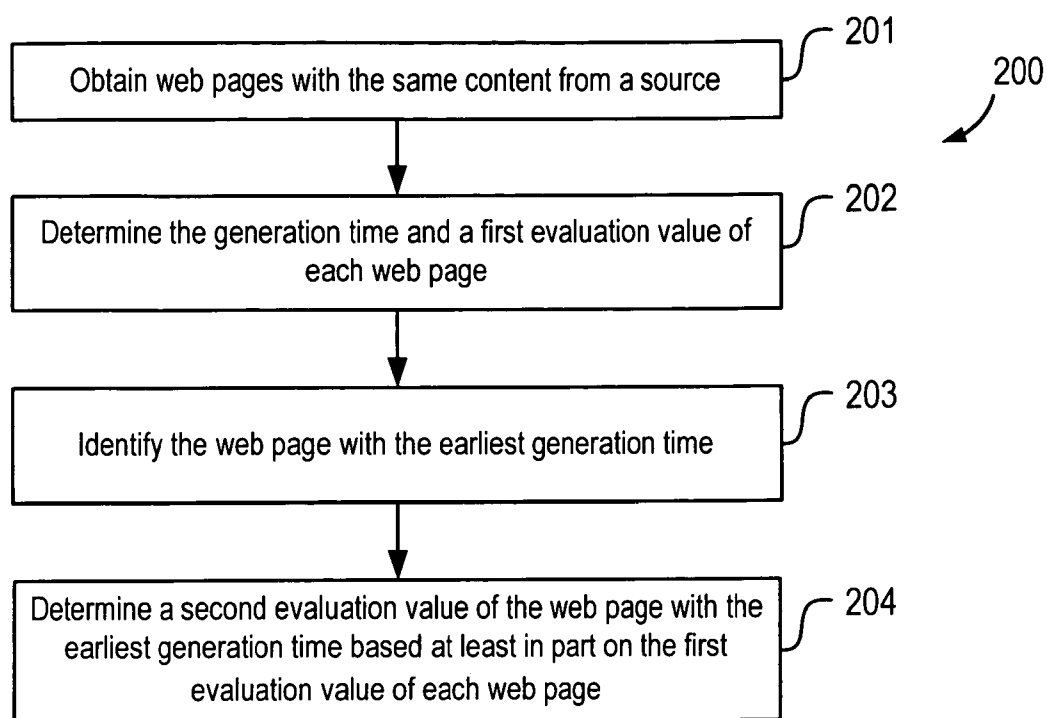 201
Obtain web pages with the same content from a source
200
202
Determine the generation time and a first evaluation value of
each web page
203
Identify the web page with the earliest generation time
204
Determine a second evaluation value of the web page with the
earliest generation time based at least in part on the first
evaluation value of each web page